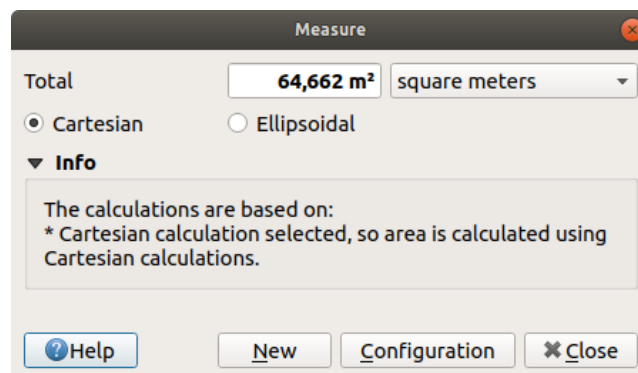 Measure
Total 64,662 m² square meters
Cartesian Ellipsoidal
Info
The calculations are based on:
* Cartesian calculation selected, so area is calculated using
Cartesian calculations.
Help New Configuration Close